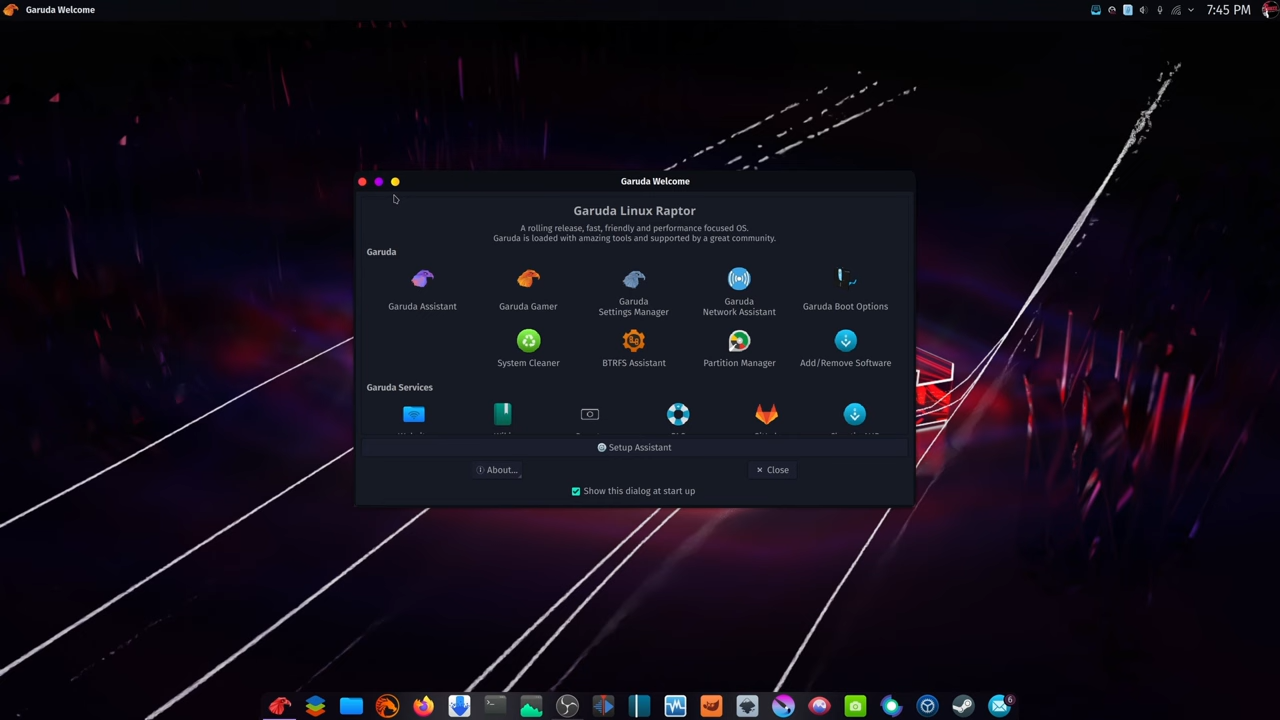 Garuda Welcome
7:45 PM
Garuda Welcome
Garuda Linux Raptor
A rolling release, fast, friendly and performance focused OS.
Garuda is loaded with amazing tools and supported by a great community.
Garuda
Garuda Assistant
Garuda Gamer
Garuda
Settings Manager
Garuda
Network Assistant
Garuda Boot Options
System Cleaner
BTRFS Assistant
Partition Manager
Add/Remove Software
Garuda Services
Setup Assistant
About...
Close
Show this dialog at start up
6